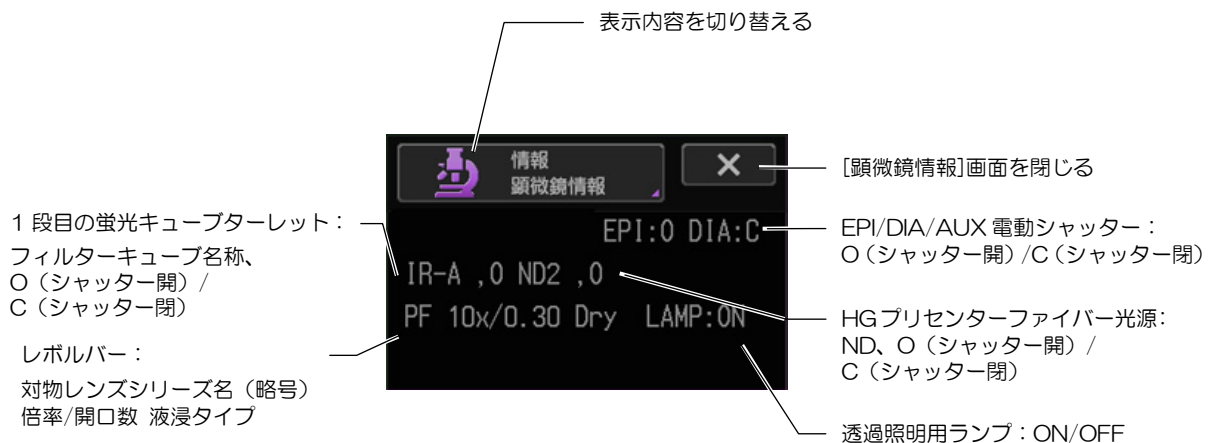 表示内容を切り替える
情報
顕微鏡情報
[顕微鏡情報]画面を閉じる
1 段目の蛍光キューブターレット：
フィルターキューブ名称、
O（シャッター開）/
C（シャッター閉）
EPI:O DIA:C
EPI/DIA/AUX 電動シャッター：
O（シャッター開）/C（シャッター閉）
IR-A ,O ND2 ,O
PF 10x/0.30 Dry LAMP:ON
HGプリセンターファイバー光源：
ND、O（シャッター開）/
C（シャッター閉）
レボルバー：
対物レンズシリーズ名（略号）
倍率/開口数 液浸タイプ
透過照明用ランプ：ON/OFF